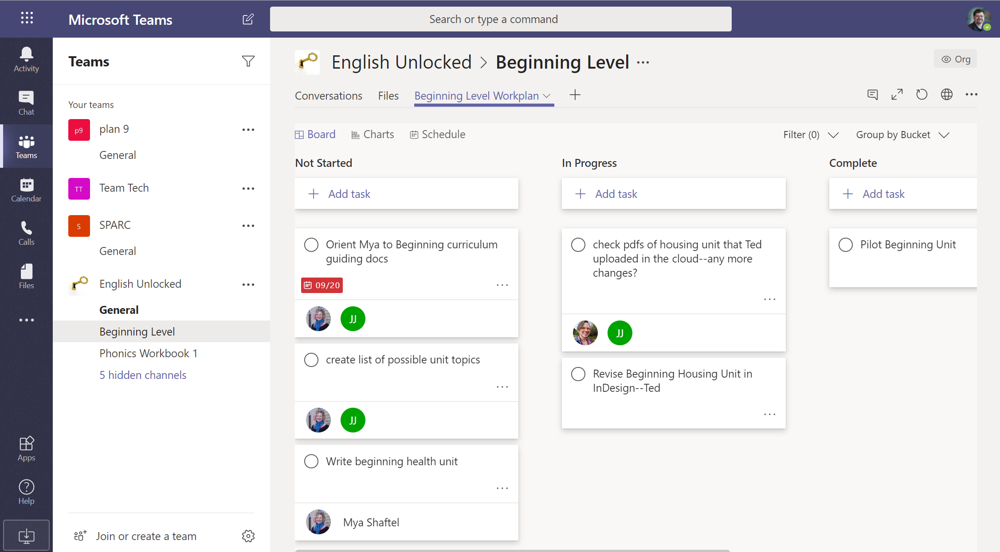 Microsoft Teams
Search or type a command
Activity
Chat
Teams
Calendar
Calls
Files
Apps
Help
Teams
Your teams
p9 plan 9
General
TT Team Tech
S SPARC
General
English Unlocked
General
Beginning Level
Phonics Workbook 1
5 hidden channels
Join or create a team
English Unlocked > Beginning Level
Org
Conversations Files Beginning Level Workplan
Board Charts Schedule
Filter (0) Group by Bucket
Not Started
Add task
Orient Mya to Beginning curriculum
guiding docs
09/20
JJ
create list of possible unit topics
JJ
Write beginning health unit
Mya Shaftel
In Progress
Add task
check pdfs of housing unit that Ted
uploaded in the cloud--any more
changes?
JJ
Revise Beginning Housing Unit in
InDesign--Ted
Complete
Add task
Pilot Beginning Unit